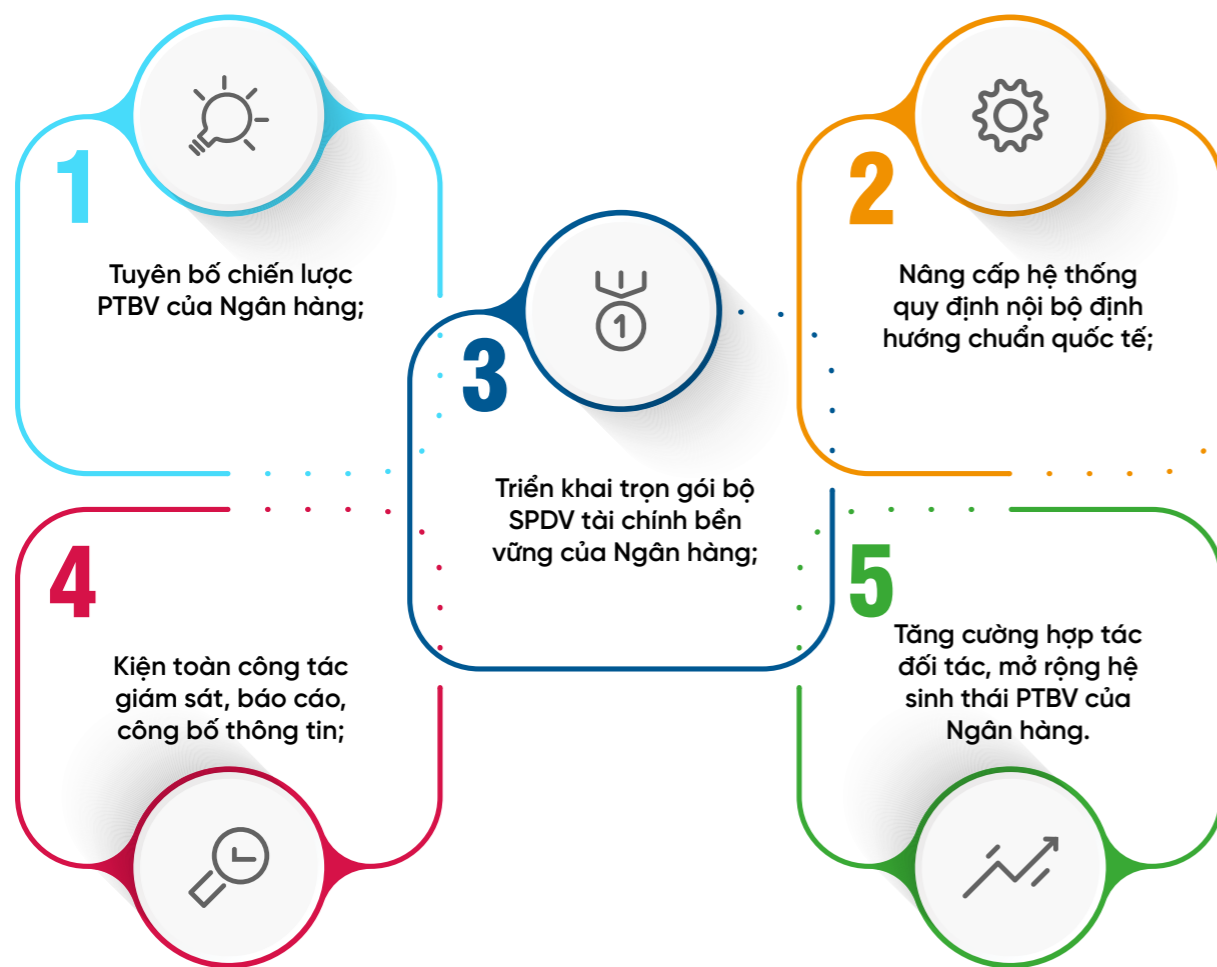 1
Tuyên bố chiến lược
PTBV của Ngân hàng;
2
Nâng cấp hệ thống
quy định nội bộ định
hướng chuẩn quốc tế;
3
1
Triển khai trọn gói bộ
SPDV tài chính bền
vững của Ngân hàng;
4
Kiện toàn công tác
giám sát, báo cáo,
công bố thông tin;
5
Tăng cường hợp tác
đối tác, mở rộng hệ
sinh thái PTBV của
Ngân hàng.